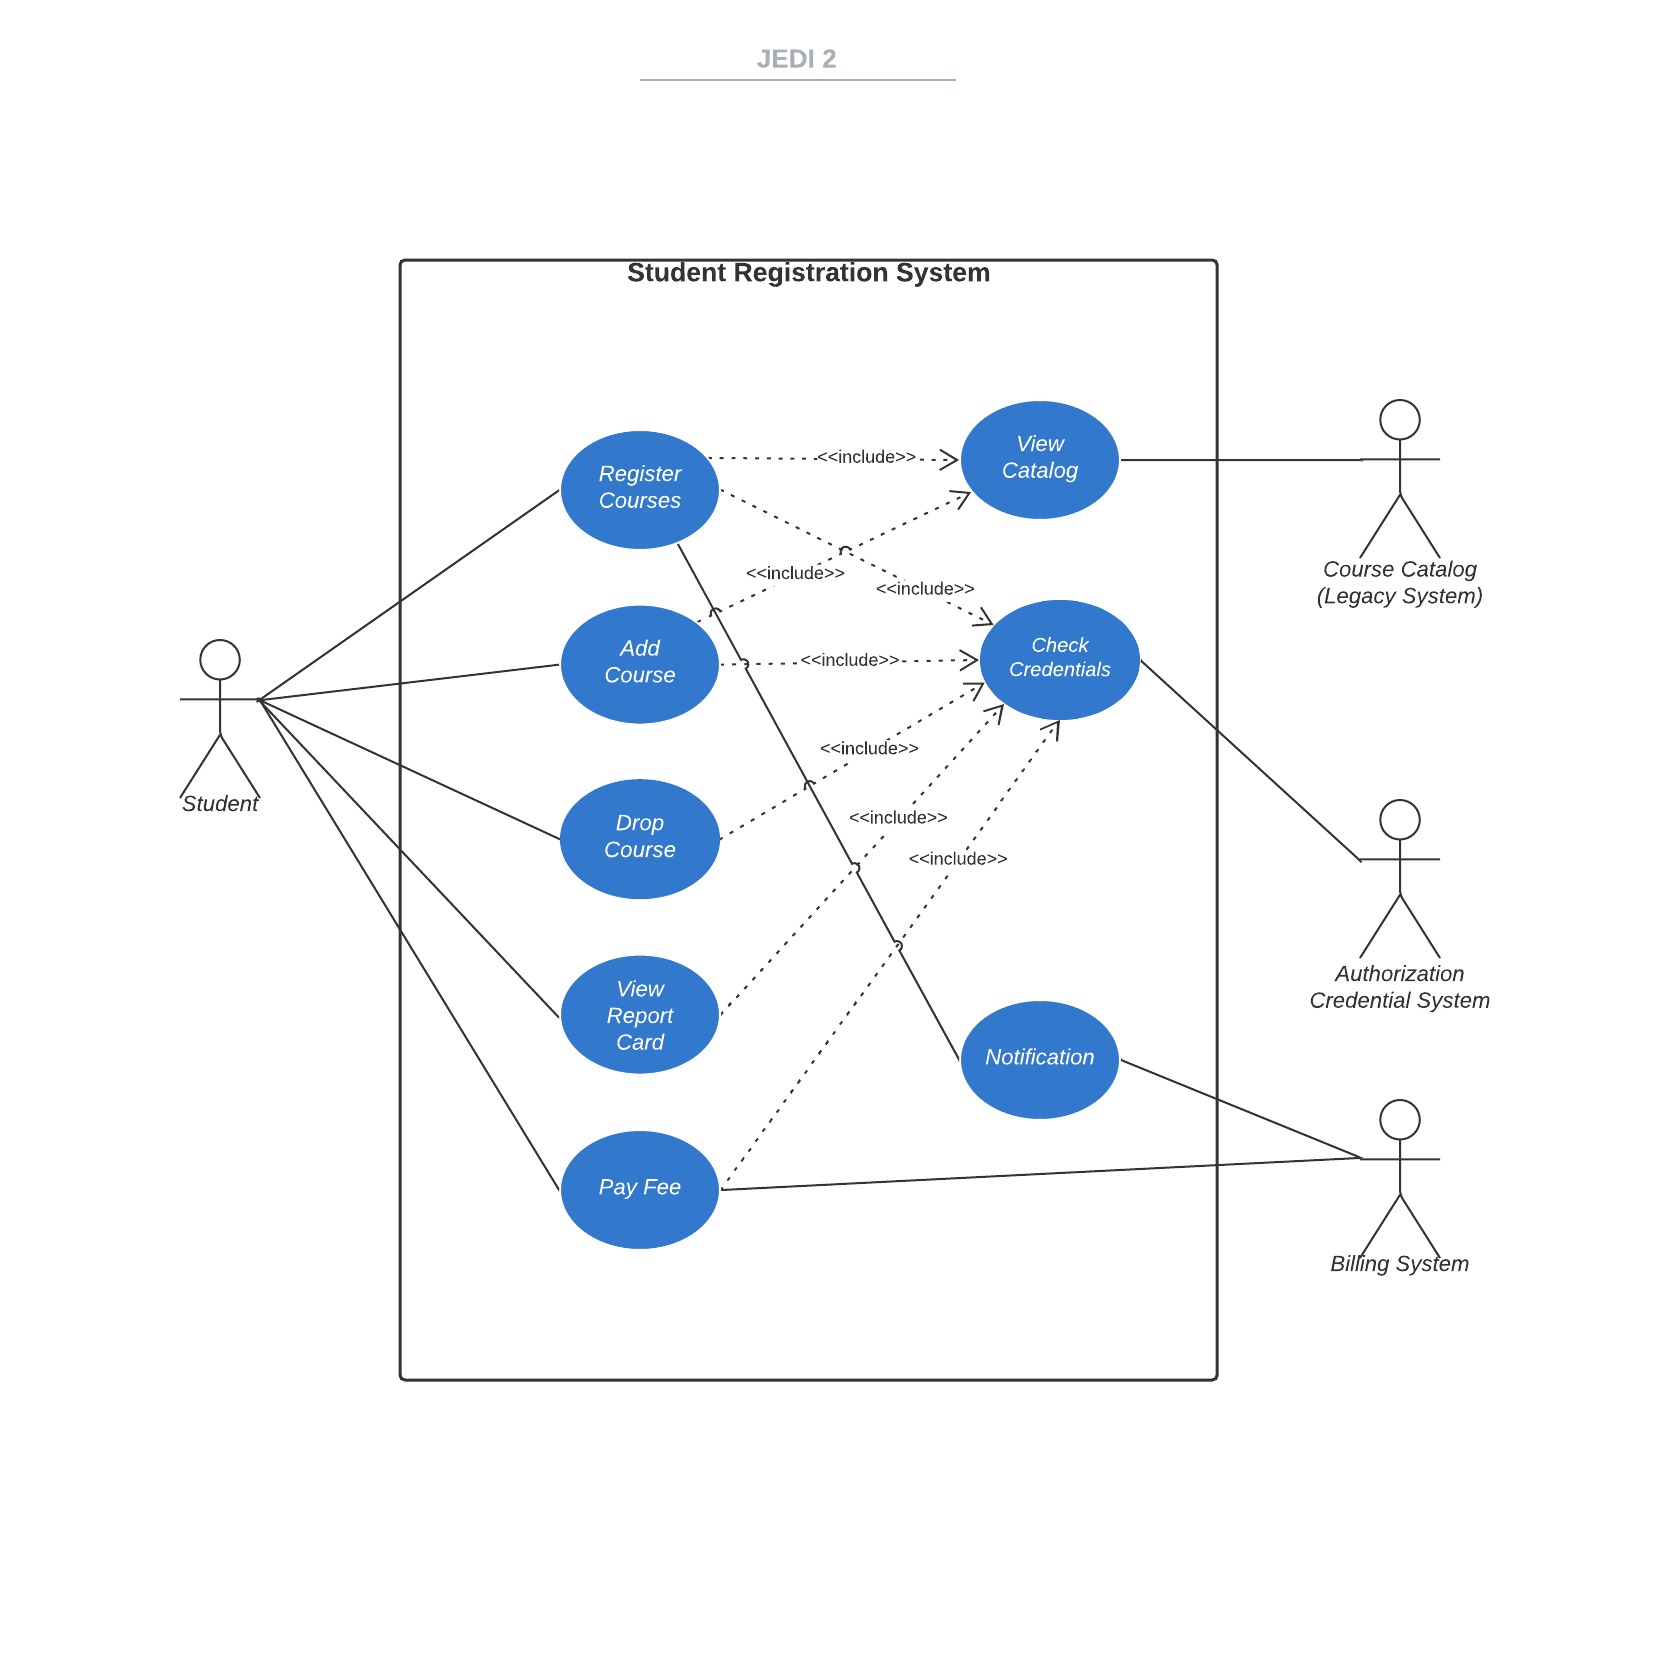 JEDI 2
Student Registration System
Register
Courses
<<include>>
View
Catalog
<<include>>
<<include>>
Course Catalog
(Legacy System)
Add
Course
<<include>>
Check
Credentials
Student
Drop
Course
<<include>>
<<include>>
<<include>>
Authorization
Credential System
View
Report
Card
Notification
Pay Fee
Billing System